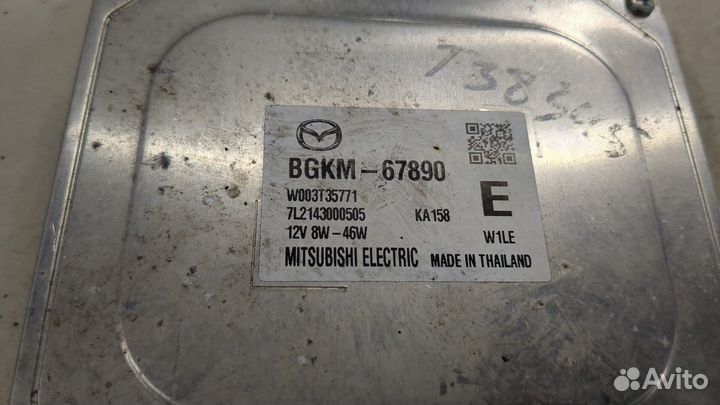 BGKM-67890
W003T35771
7L2143000505 KA158 E
12V 8W-46W W1LE
MITSUBISHI ELECTRIC MADE IN THAILAND
Avito